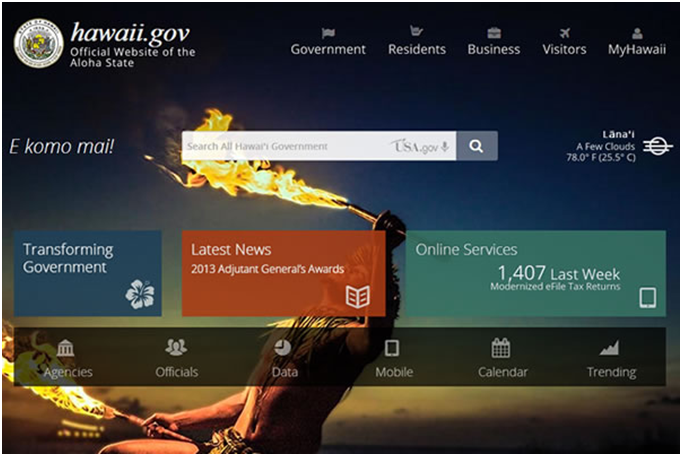 hawaii.gov
Official Website of the
Aloha State
Government
Residents
Business
Visitors
MyHawaii
E komo mai!
Search All Hawai'i Government
USA.gov
Lāna'i
A Few Clouds
78.0° F (25.5° C)
Transforming
Government
Latest News
2013 Adjutant General's Awards
Online Services
1,407 Last Week
Modernized eFile Tax Returns
Agencies
Officials
Data
Mobile
Calendar
Trending